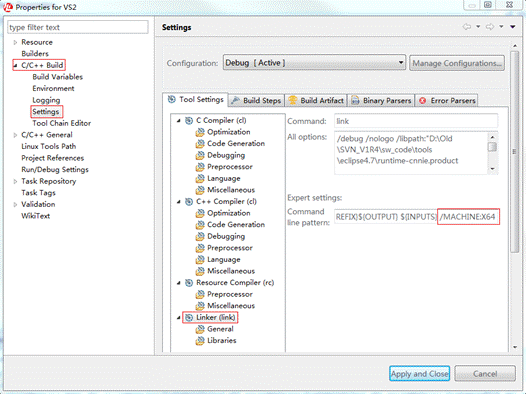 Properties for VS2
type filter text
Resource
Builders
C/C++ Build
Build Variables
Environment
Logging
Settings
Tool Chain Editor
C/C++ General
Linux Tools Path
Project References
Run/Debug Settings
Task Repository
Task Tags
Validation
WikiText
Settings
Configuration: Debug [ Active ] Manage Configurations...
Tool Settings Build Steps Build Artifact Binary Parsers Error Parsers
C Compiler (cl)
Optimization
Code Generation
Debugging
Preprocessor
Language
Miscellaneous
C++ Compiler (cl)
Optimization
Code Generation
Debugging
Preprocessor
Language
Miscellaneous
Resource Compiler (rc)
Preprocessor
Miscellaneous
Linker (link)
General
Libraries
Command: link
All options: /debug /nologo /libpath:"D:\Old
\SVN_V1R4\sw_code\tools
\eclipse4.7\runtime-cnnie.product
Expert settings:
Command
line pattern: REFIX)$(OUTPUT) $(INPUTS) /MACHINE:X64
Apply and Close Cancel